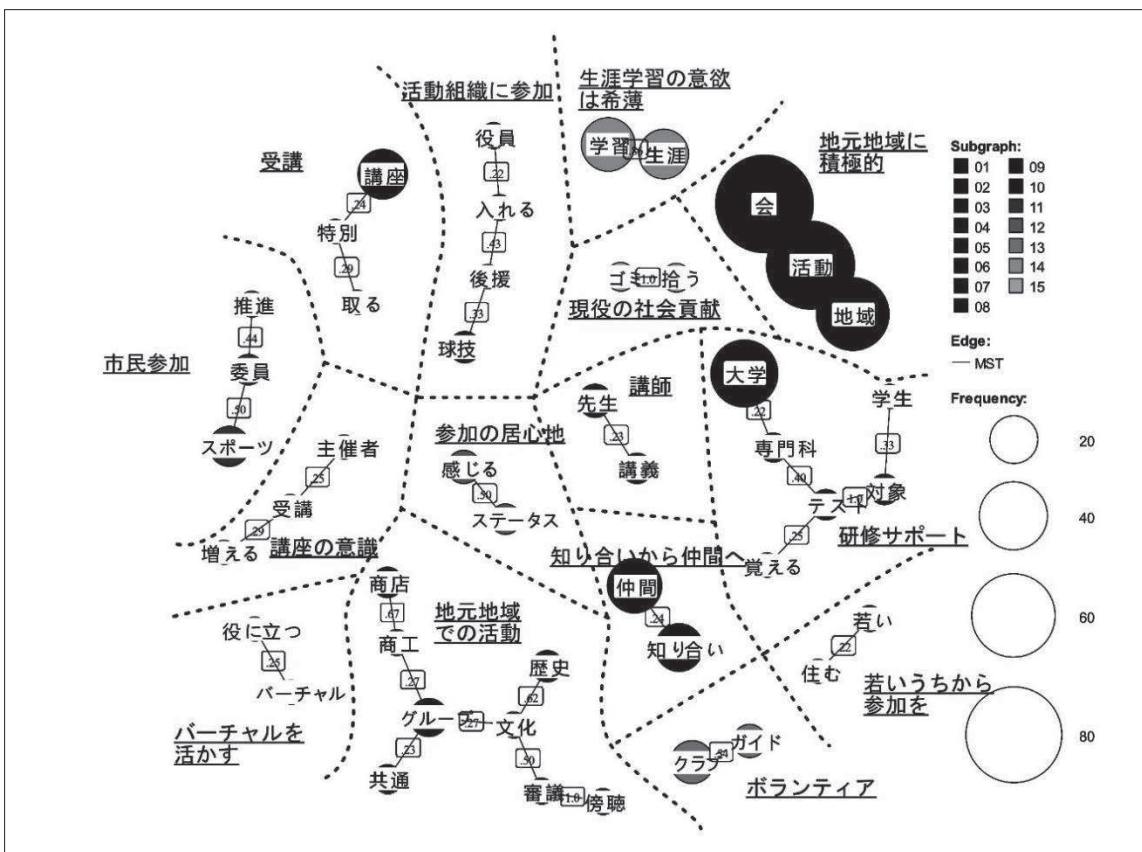 活動組織に参加
生涯学習の意欲
は希薄
役員
.22
入れる
.43
後援
.33
球技
学習
生涯
地元地域に
積極的
会
活動
地域
受講
講座
.24
特別
.29
取る
ゴミ
1.0
拾う
現役の社会貢献
推進
.44
委員
.50
スポーツ
市民参加
主催者
.25
受講
.29
増える
講座の意識
参加の居心地
感じる
.50
ステータス
講師
先生
.23
講義
大学
.22
専門科
.40
テスト
1.0
対象
.33
学生
.25
覚える
研修サポート
知り合いから仲間へ
仲間
.24
知り合い
役に立つ
.25
バーチャル
バーチャルを
活かす
商店
.67
商工
.27
グループ
.23
共通
.27
文化
.62
歴史
.50
審議
1.0
傍聴
地元地域
での活動
若い
.22
住む
若いうちから
参加を
クラブ
ガイド
ボランティア
Subgraph:
01 09
02 10
03 11
04 12
05 13
06 14
07 15
08
Edge:
MST
Frequency:
20
40
60
80